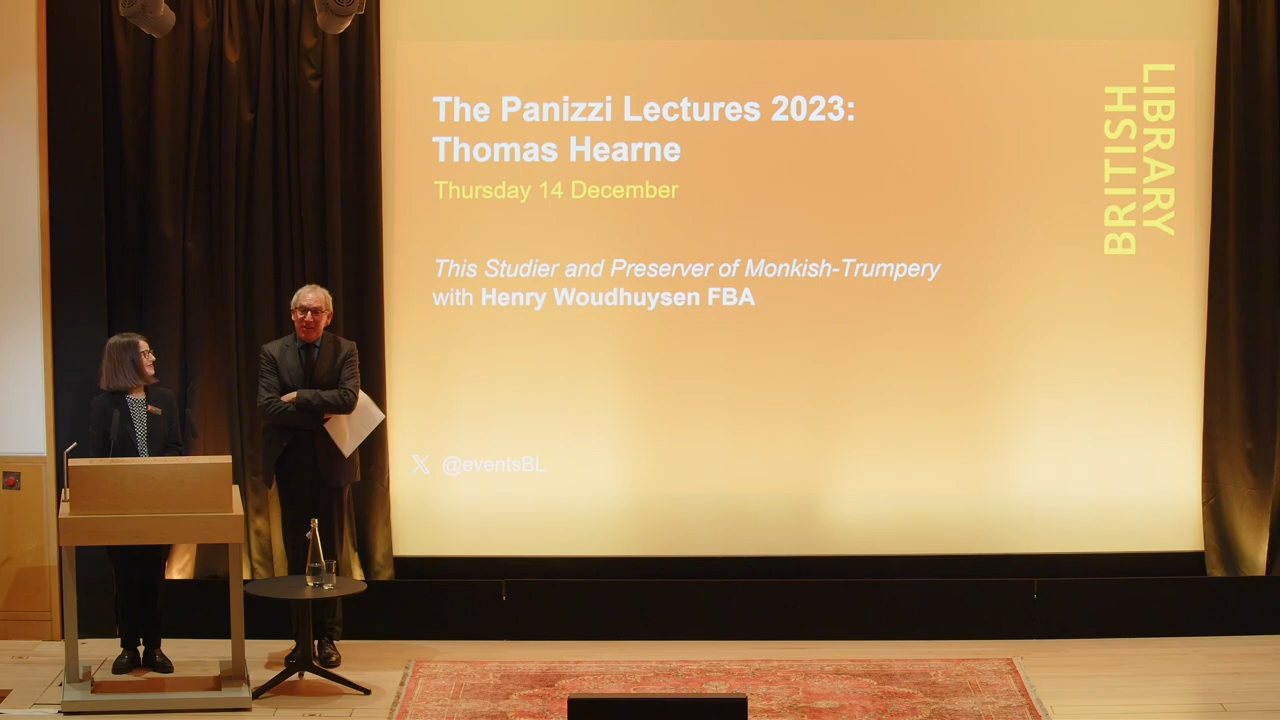 The Panizzi Lectures 2023:
Thomas Hearne
Thursday 14 December
This Studier and Preserver of Monkish-Trumpery
with Henry Woudhuysen FBA
X @eventsBL
BRITISH
LIBRARY